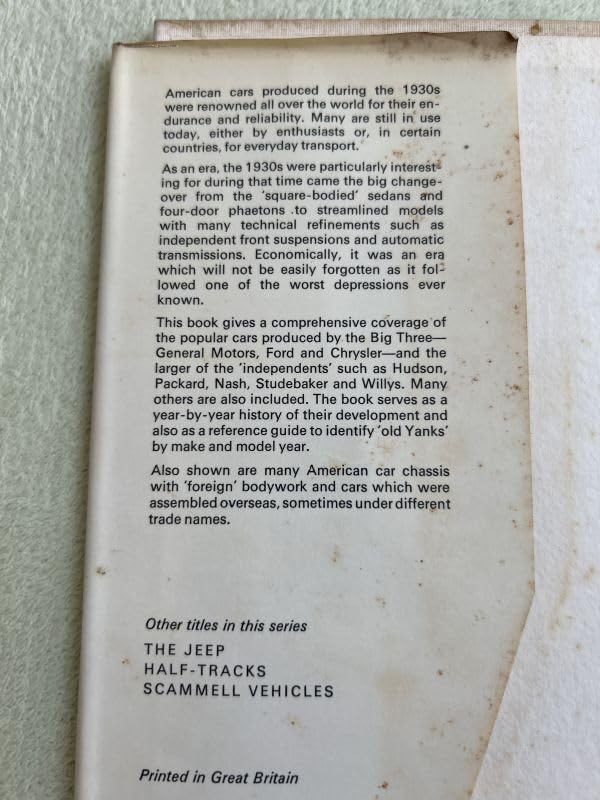 American cars produced during the 1930s
were renowned all over the world for their en-
durance and reliability. Many are still in use
today, either by enthusiasts or, in certain
countries, for everyday transport.
As an era, the 1930s were particularly interest-
ing for during that time came the big change-
over from the 'square-bodied' sedans and
four-door phaetons to streamlined models
with many technical refinements such as
independent front suspensions and automatic
transmissions. Economically, it was an era
which will not be easily forgotten as it fol-
lowed one of the worst depressions ever
known.
This book gives a comprehensive coverage of
the popular cars produced by the Big Three—
General Motors, Ford and Chrysler—and the
larger of the 'independents' such as Hudson,
Packard, Nash, Studebaker and Willys. Many
others are also included. The book serves as a
year-by-year history of their development and
also as a reference guide to identify 'old Yanks'
by make and model year.
Also shown are many American car chassis
with 'foreign' bodywork and cars which were
assembled overseas, sometimes under different
trade names.
Other titles in this series
THE JEEP
HALF-TRACKS
SCAMMELL VEHICLES
Printed in Great Britain